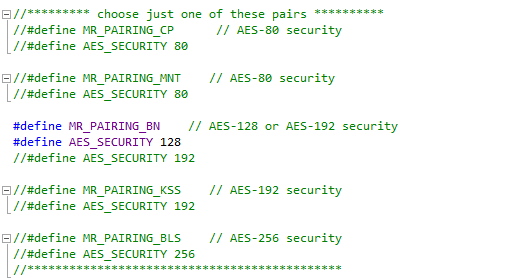 //********* choose just one of these pairs **********
//#define MR_PAIRING_CP      // AES-80 security
//#define AES_SECURITY 80
//#define MR_PAIRING_MNT    // AES-80 security
//#define AES_SECURITY 80
#define MR_PAIRING_BN    // AES-128 or AES-192 security
#define AES_SECURITY 128
//#define AES_SECURITY 192
//#define MR_PAIRING_KSS    // AES-192 security
//#define AES_SECURITY 192
//#define MR_PAIRING_BLS    // AES-256 security
//#define AES_SECURITY 256
//*********************************************